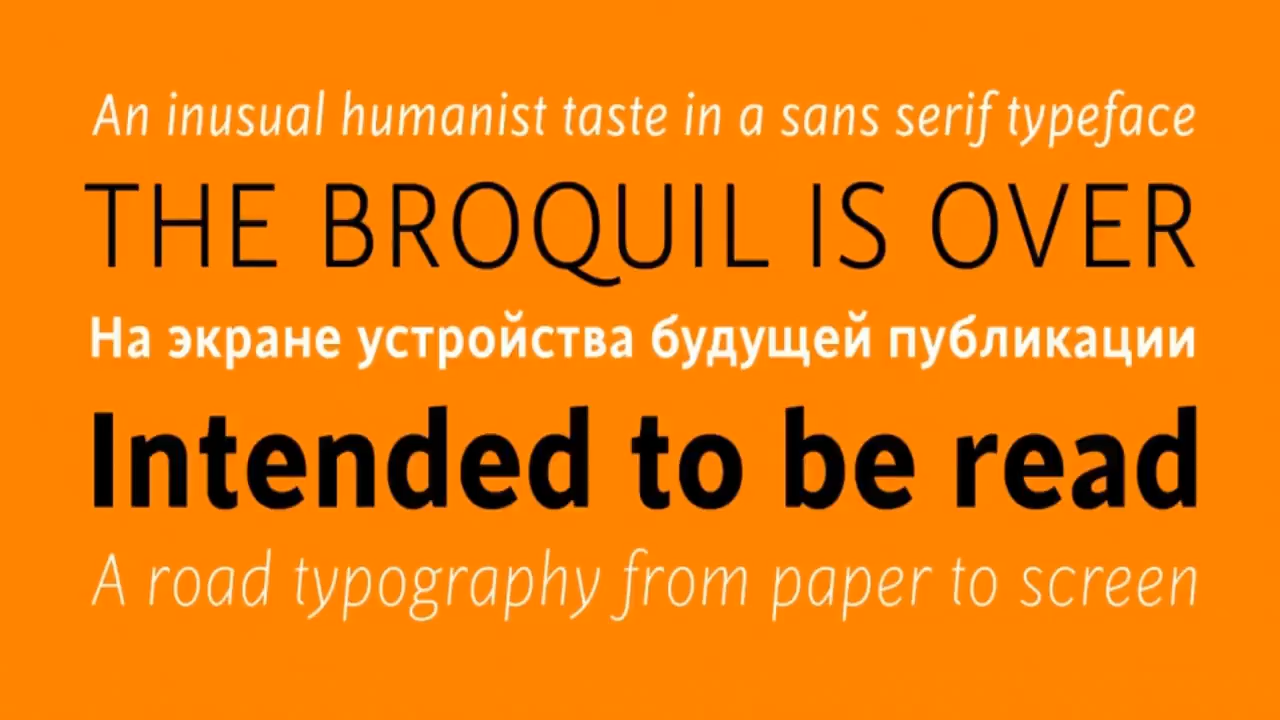 An inusual humanist taste in a sans serif typeface
THE BROQUIL IS OVER
На экране устройства будущей публикации
Intended to be read
A road typography from paper to screen